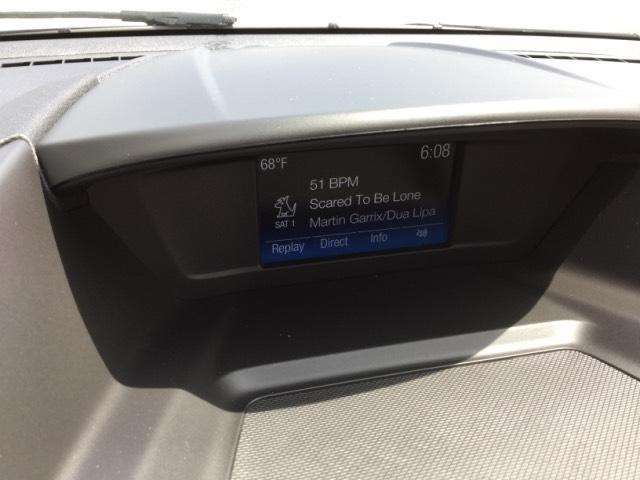 68°F 6:08
51 BPM
Scared To Be Lone
SAT 1 Martin Garrix/Dua Lipa
Replay Direct Info